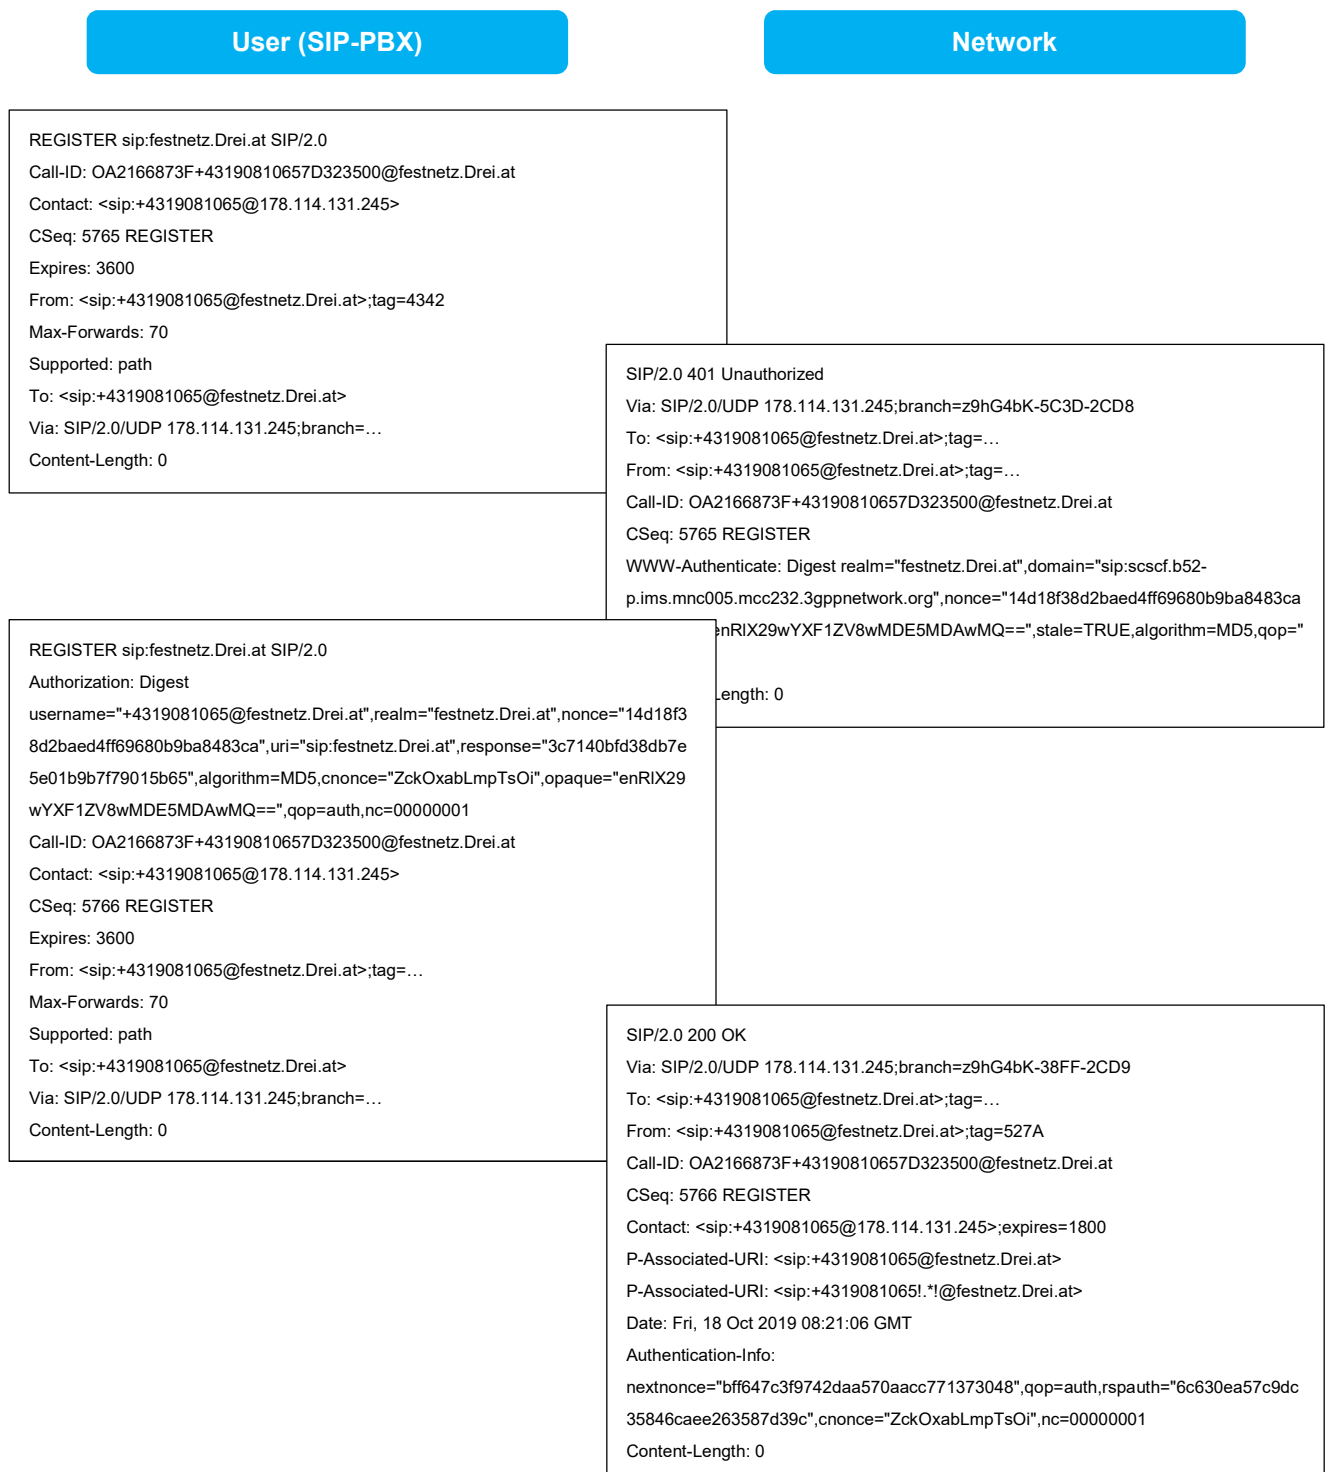 User (SIP-PBX)
Network
REGISTER sip:festnetz.Drei.at SIP/2.0
Call-ID: OA2166873F+43190810657D323500@festnetz.Drei.at
Contact: <sip:+4319081065@178.114.131.245>
CSeq: 5765 REGISTER
Expires: 3600
From: <sip:+4319081065@festnetz.Drei.at>;tag=4342
Max-Forwards: 70
Supported: path
To: <sip:+4319081065@festnetz.Drei.at>
Via: SIP/2.0/UDP 178.114.131.245;branch=…
Content-Length: 0
SIP/2.0 401 Unauthorized
Via: SIP/2.0/UDP 178.114.131.245;branch=z9hG4bK-5C3D-2CD8
To: <sip:+4319081065@festnetz.Drei.at>;tag=…
From: <sip:+4319081065@festnetz.Drei.at>;tag=…
Call-ID: OA2166873F+43190810657D323500@festnetz.Drei.at
CSeq: 5765 REGISTER
WWW-Authenticate: Digest realm="festnetz.Drei.at",domain="sip:scscf.b52-
p.ims.mnc005.mcc232.3gppnetwork.org",nonce="14d18f38d2baed4ff69680b9ba8483ca
enRlX29wYXF1ZV8wMDE5MDAwMQ==",stale=TRUE,algorithm=MD5,qop="
Length: 0
REGISTER sip:festnetz.Drei.at SIP/2.0
Authorization: Digest
username="+4319081065@festnetz.Drei.at",realm="festnetz.Drei.at",nonce="14d18f3
8d2baed4ff69680b9ba8483ca",uri="sip:festnetz.Drei.at",response="3c7140bfd38db7e
5e01b9b7f79015b65",algorithm=MD5,cnonce="ZckOxabLmpTsOi",opaque="enRlX29
wYXF1ZV8wMDE5MDAwMQ==",qop=auth,nc=00000001
Call-ID: OA2166873F+43190810657D323500@festnetz.Drei.at
Contact: <sip:+4319081065@178.114.131.245>
CSeq: 5766 REGISTER
Expires: 3600
From: <sip:+4319081065@festnetz.Drei.at>;tag=…
Max-Forwards: 70
Supported: path
To: <sip:+4319081065@festnetz.Drei.at>
Via: SIP/2.0/UDP 178.114.131.245;branch=…
Content-Length: 0
SIP/2.0 200 OK
Via: SIP/2.0/UDP 178.114.131.245;branch=z9hG4bK-38FF-2CD9
To: <sip:+4319081065@festnetz.Drei.at>;tag=…
From: <sip:+4319081065@festnetz.Drei.at>;tag=527A
Call-ID: OA2166873F+43190810657D323500@festnetz.Drei.at
CSeq: 5766 REGISTER
Contact: <sip:+4319081065@178.114.131.245>;expires=1800
P-Associated-URI: <sip:+4319081065@festnetz.Drei.at>
P-Associated-URI: <sip:+4319081065!.*!@festnetz.Drei.at>
Date: Fri, 18 Oct 2019 08:21:06 GMT
Authentication-Info:
nextnonce="bff647c3f9742daa570aacc771373048",qop=auth,rspauth="6c630ea57c9dc
35846caee263587d39c",cnonce="ZckOxabLmpTsOi",nc=00000001
Content-Length: 0